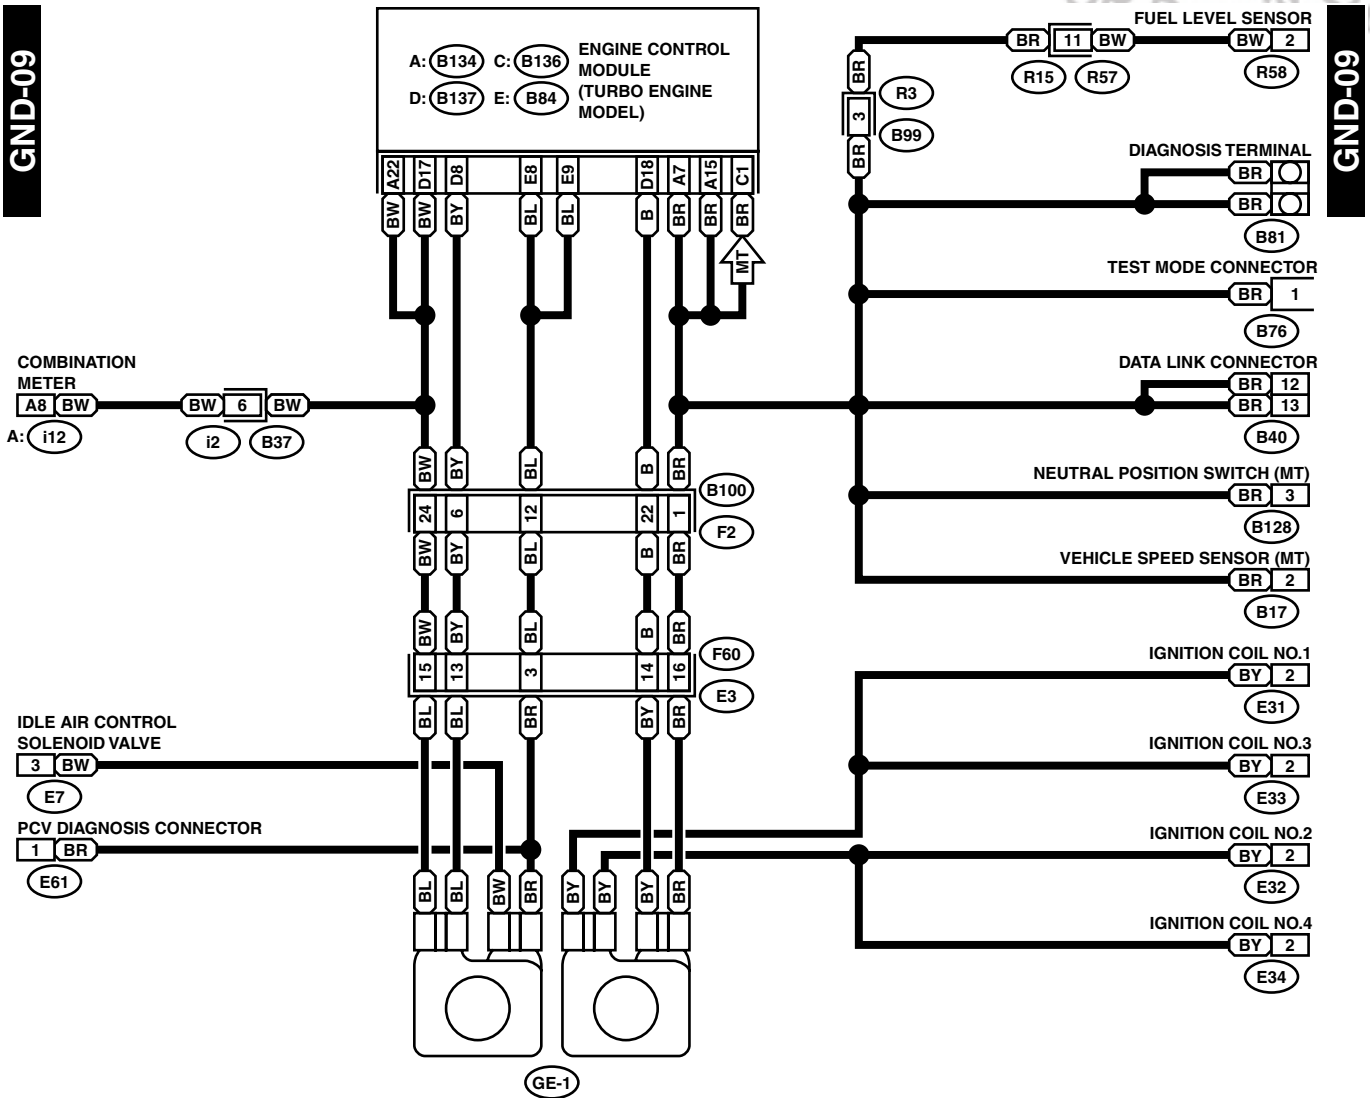 GND-09
GND-09
A: B134 C: B136
D: B137 E: B84
ENGINE CONTROL
MODULE
(TURBO ENGINE
MODEL)
A22 D17 D8 E8 E9 D18 A7 A15 C1
BW BW BY BL BL B BR BR BR
MT
FUEL LEVEL SENSOR
BR 11 BW BW 2
R15 R57 R58
BR
3
R3
B99
BR
DIAGNOSIS TERMINAL
BR
BR
B81
TEST MODE CONNECTOR
BR 1
B76
COMBINATION
METER
A8 BW BW 6 BW
A: i12 i2 B37
DATA LINK CONNECTOR
BR 12
BR 13
B40
BW BY BL B BR
B100
24 6 12 22 1
F2
BW BY BL B BR
NEUTRAL POSITION SWITCH (MT)
BR 3
B128
VEHICLE SPEED SENSOR (MT)
BR 2
B17
BW BY BL B BR
F60
15 13 3 14 16
E3
BL BL BR BY BR
IGNITION COIL NO.1
BY 2
E31
IDLE AIR CONTROL
SOLENOID VALVE
3 BW
E7
IGNITION COIL NO.3
BY 2
E33
PCV DIAGNOSIS CONNECTOR
1 BR
E61
IGNITION COIL NO.2
BY 2
E32
BL BL BW BR BY BY BY BR
IGNITION COIL NO.4
BY 2
E34
GE-1